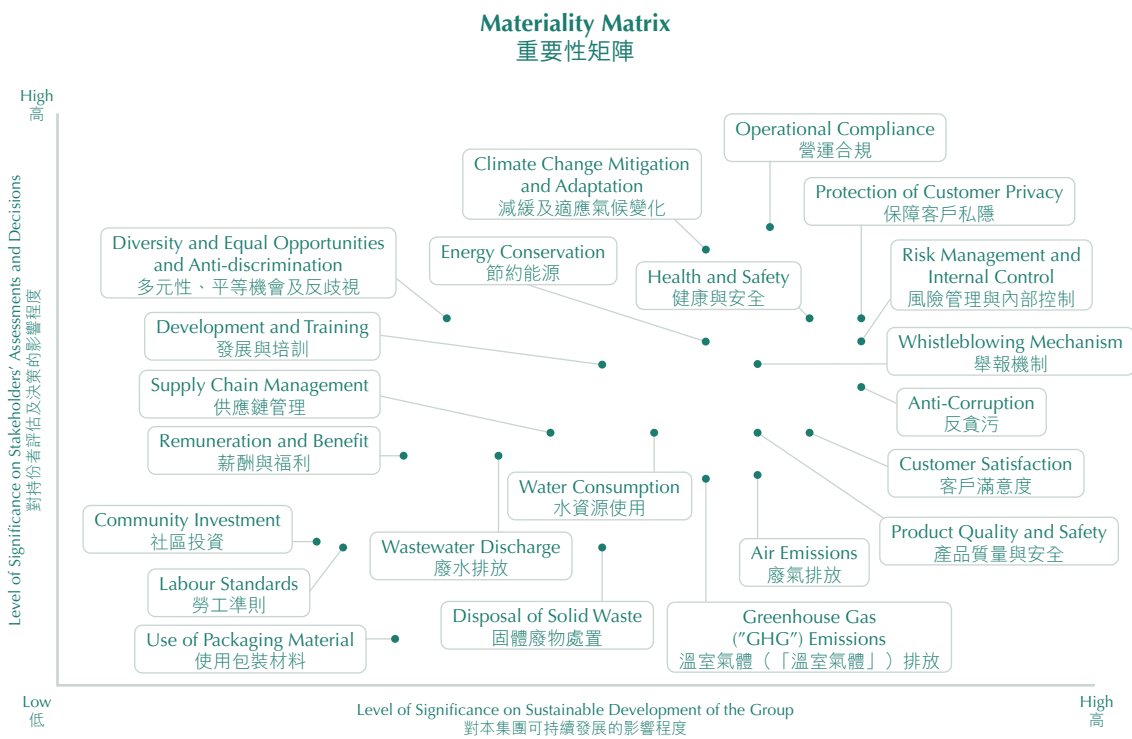 Materiality Matrix
重要性矩陣
High
高
Level of Significance on Stakeholders' Assessments and Decisions
對持份者評估及決策的影響程度
Operational Compliance
營運合規
Climate Change Mitigation
and Adaptation
減緩及適應氣候變化
Protection of Customer Privacy
保障客戶私隱
Diversity and Equal Opportunities
and Anti-discrimination
多元性、平等機會及反歧視
Energy Conservation
節約能源
Health and Safety
健康與安全
Risk Management and
Internal Control
風險管理與內部控制
Development and Training
發展與培訓
Whistleblowing Mechanism
舉報機制
Supply Chain Management
供應鏈管理
Anti-Corruption
反貪污
Remuneration and Benefit
薪酬與福利
Customer Satisfaction
客戶滿意度
Water Consumption
水資源使用
Community Investment
社區投資
Wastewater Discharge
廢水排放
Air Emissions
廢氣排放
Product Quality and Safety
產品質量與安全
Labour Standards
勞工準則
Disposal of Solid Waste
固體廢物處置
Greenhouse Gas
("GHG") Emissions
溫室氣體（「溫室氣體」）排放
Use of Packaging Material
使用包裝材料
Low
低
Level of Significance on Sustainable Development of the Group
對本集團可持續發展的影響程度
High
高